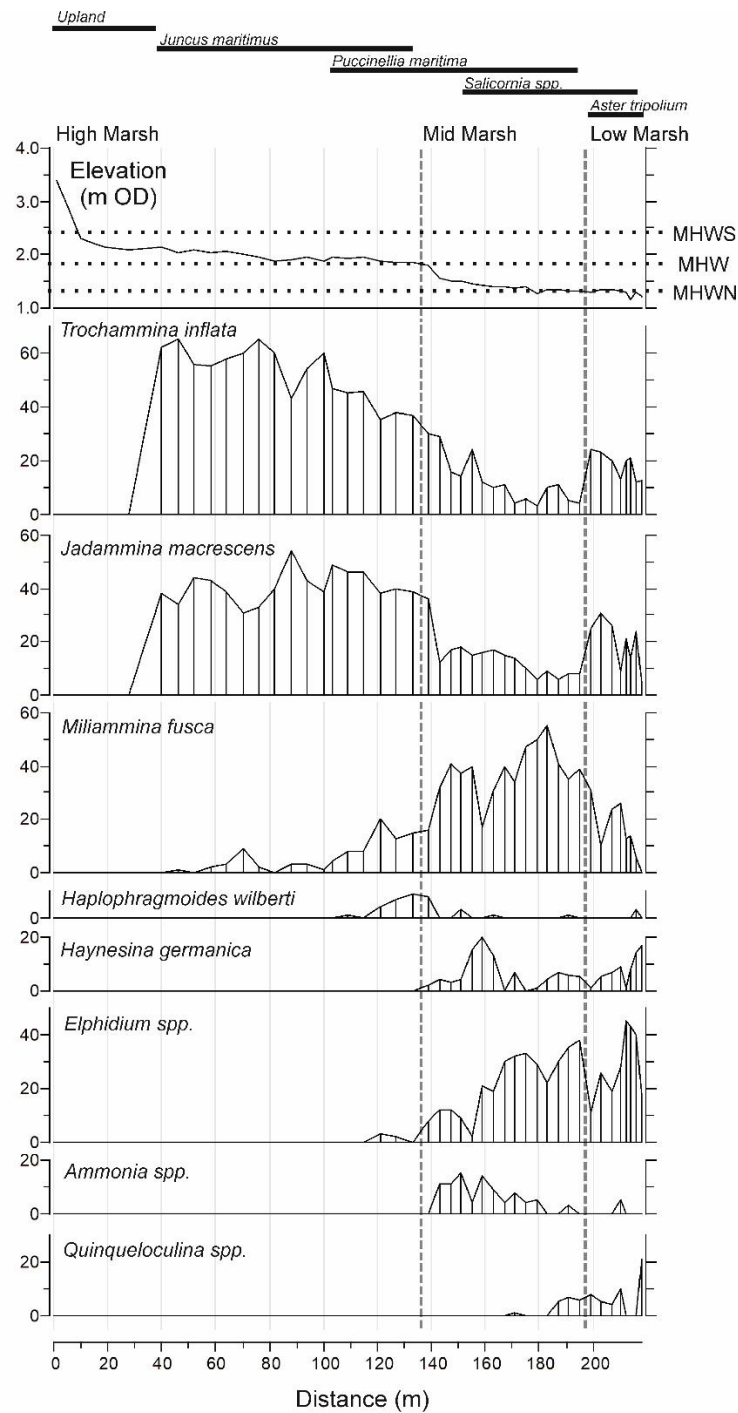 Upland
Juncus maritimus
Puccinellia maritima
Salicornia spp.
Aster tripolium
High Marsh Mid Marsh Low Marsh
4.0
Elevation
(m OD)
3.0
MHWS
2.0
MHW
MHWN
1.0
Trochammina inflata
60
40
20
0
60
Jadammina macrescens
40
20
0
60
Miliammina fusca
40
20
0
Haplophragmoides wilberti
0
20
Haynesina germanica
0
Elphidium spp.
40
20
0
20
Ammonia spp.
0
Quinqueloculina spp.
20
0
0 20 40 60 80 100 120 140 160 180 200
Distance (m)